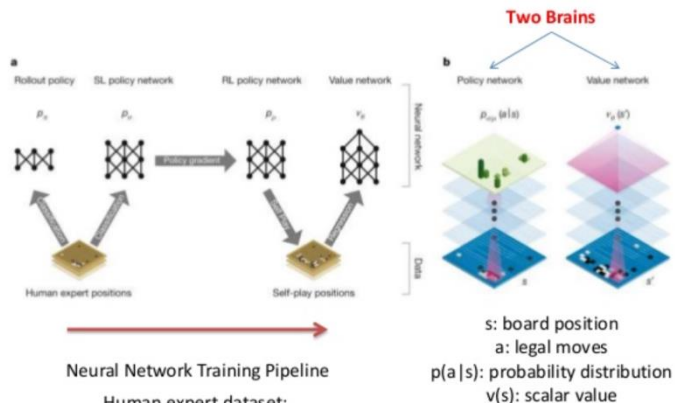 Two Brains
a
Rollout policy SL policy network RL policy network Value network
Neural network
Policy gradient
Self Play
Data
Human expert positions Self-play positions
b
Policy network Value network
s s'
Neural Network Training Pipeline
Human expert dataset:
s: board position
a: legal moves
p(a|s): probability distribution
v(s): scalar value